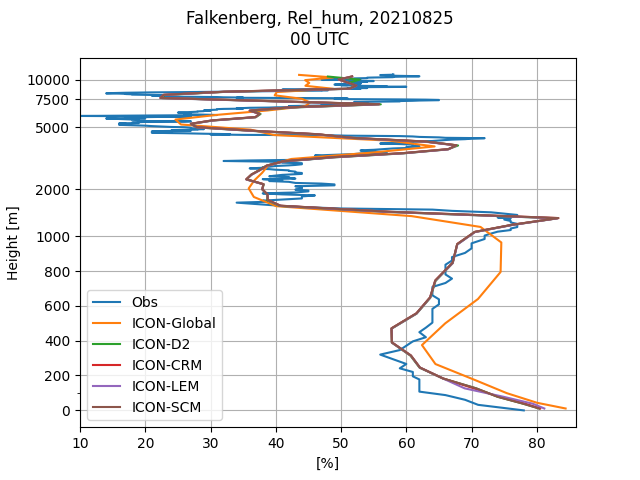 Falkenberg, Rel_hum, 20210825
00 UTC
10000
7500
5000
2000
1000
800
600
400
200
0
Height [m]
Obs
ICON-Global
ICON-D2
ICON-CRM
ICON-LEM
ICON-SCM
10 20 30 40 50 60 70 80
[%]